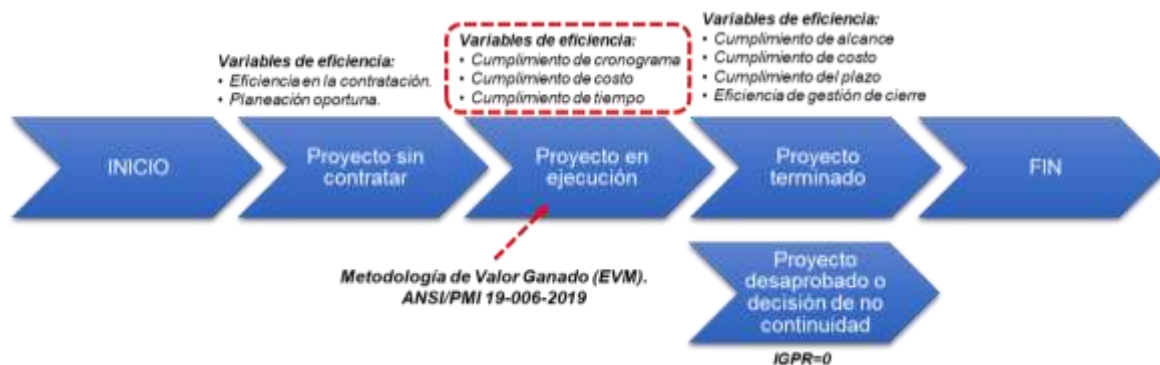 Variables de eficiencia:
• Eficiencia en la contratación.
• Planeación oportuna.
Variables de eficiencia:
• Cumplimiento de cronograma
• Cumplimiento de costo
• Cumplimiento de tiempo
Variables de eficiencia:
• Cumplimiento de alcance
• Cumplimiento de costo
• Cumplimiento del plazo
• Eficiencia de gestión de cierre
INICIO
Proyecto sin
contratar
Proyecto en
ejecución
Proyecto
terminado
FIN
Metodología de Valor Ganado (EVM).
ANSI/PMI 19-006-2019
Proyecto
desaprobado o
decisión de no
continuidad
IGPR=0